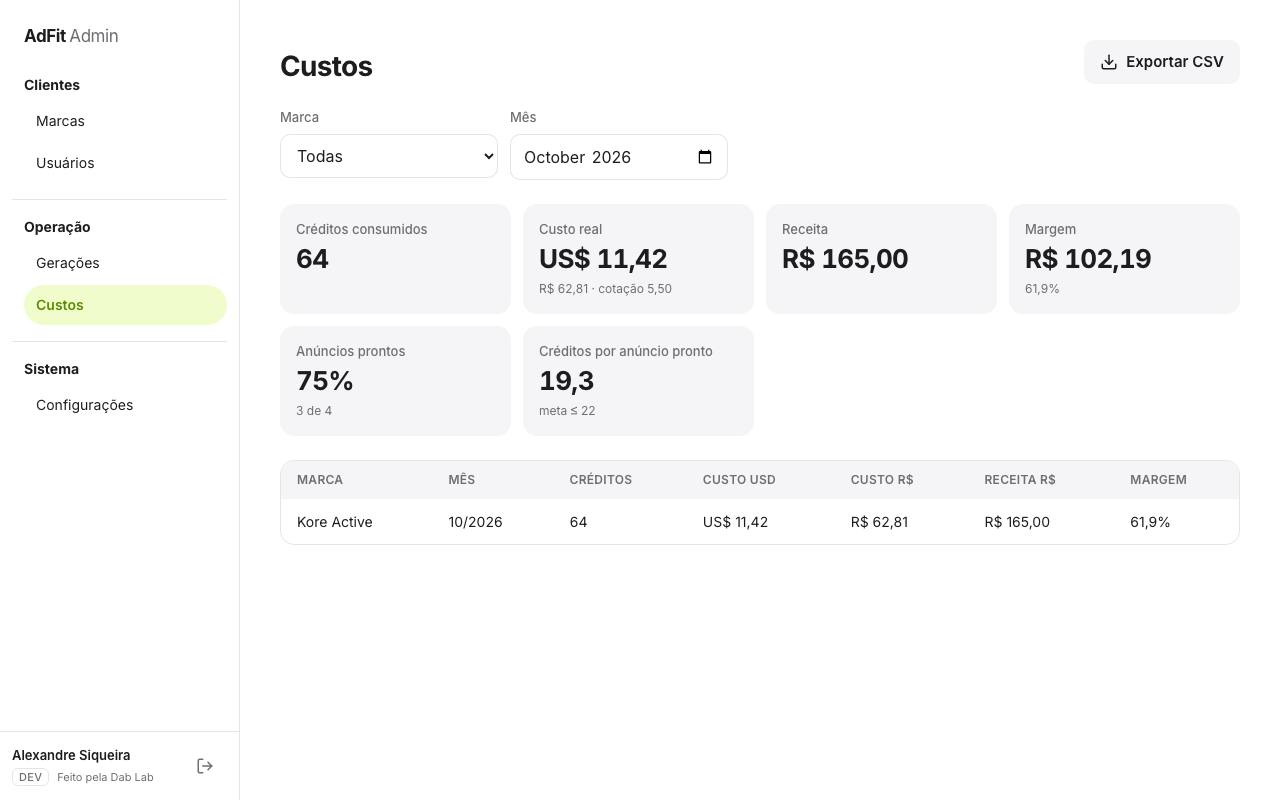 AdFit Admin
Clientes
Marcas
Usuários
Operação
Gerações
Custos
Sistema
Configurações
Alexandre Siqueira
DEV Feito pela Dab Lab
Custos
Exportar CSV
Marca Mês
Todas October 2026
Créditos consumidos
64
Custo real
US$ 11,42
R$ 62,81 · cotação 5,50
Receita
R$ 165,00
Margem
R$ 102,19
61,9%
Anúncios prontos
75%
3 de 4
Créditos por anúncio pronto
19,3
meta ≤ 22
MARCA MÊS CRÉDITOS CUSTO USD CUSTO R$ RECEITA R$ MARGEM
Kore Active 10/2026 64 US$ 11,42 R$ 62,81 R$ 165,00 61,9%